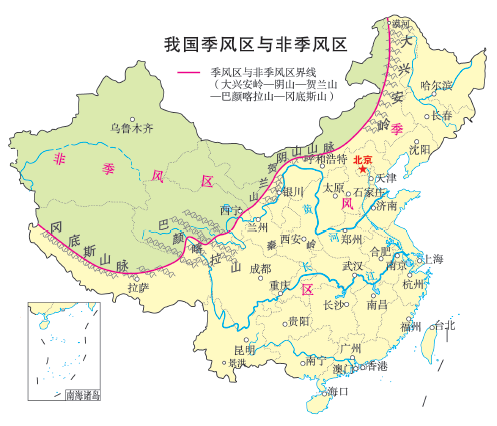 我国季风区与非季风区
季风区与非季风区界线
（大兴安岭—阴山—贺兰山
—巴颜喀拉山—冈底斯山）
漠河
大兴安岭
哈尔滨
长春
沈阳
乌鲁木齐
非季风区
阴山山脉
呼和浩特
北京
天津
贺兰山
银川
太原
石家庄
济南
季风区
西宁
兰州
黄河
巴颜喀拉山
冈底斯山脉
拉萨
西安
秦岭
郑州
合肥
南京
上海
成都
重庆
长江
武汉
杭州
长沙
南昌
贵阳
福州
台北
昆明
景洪
南宁
广州
澳门
香港
海口
南海诸岛